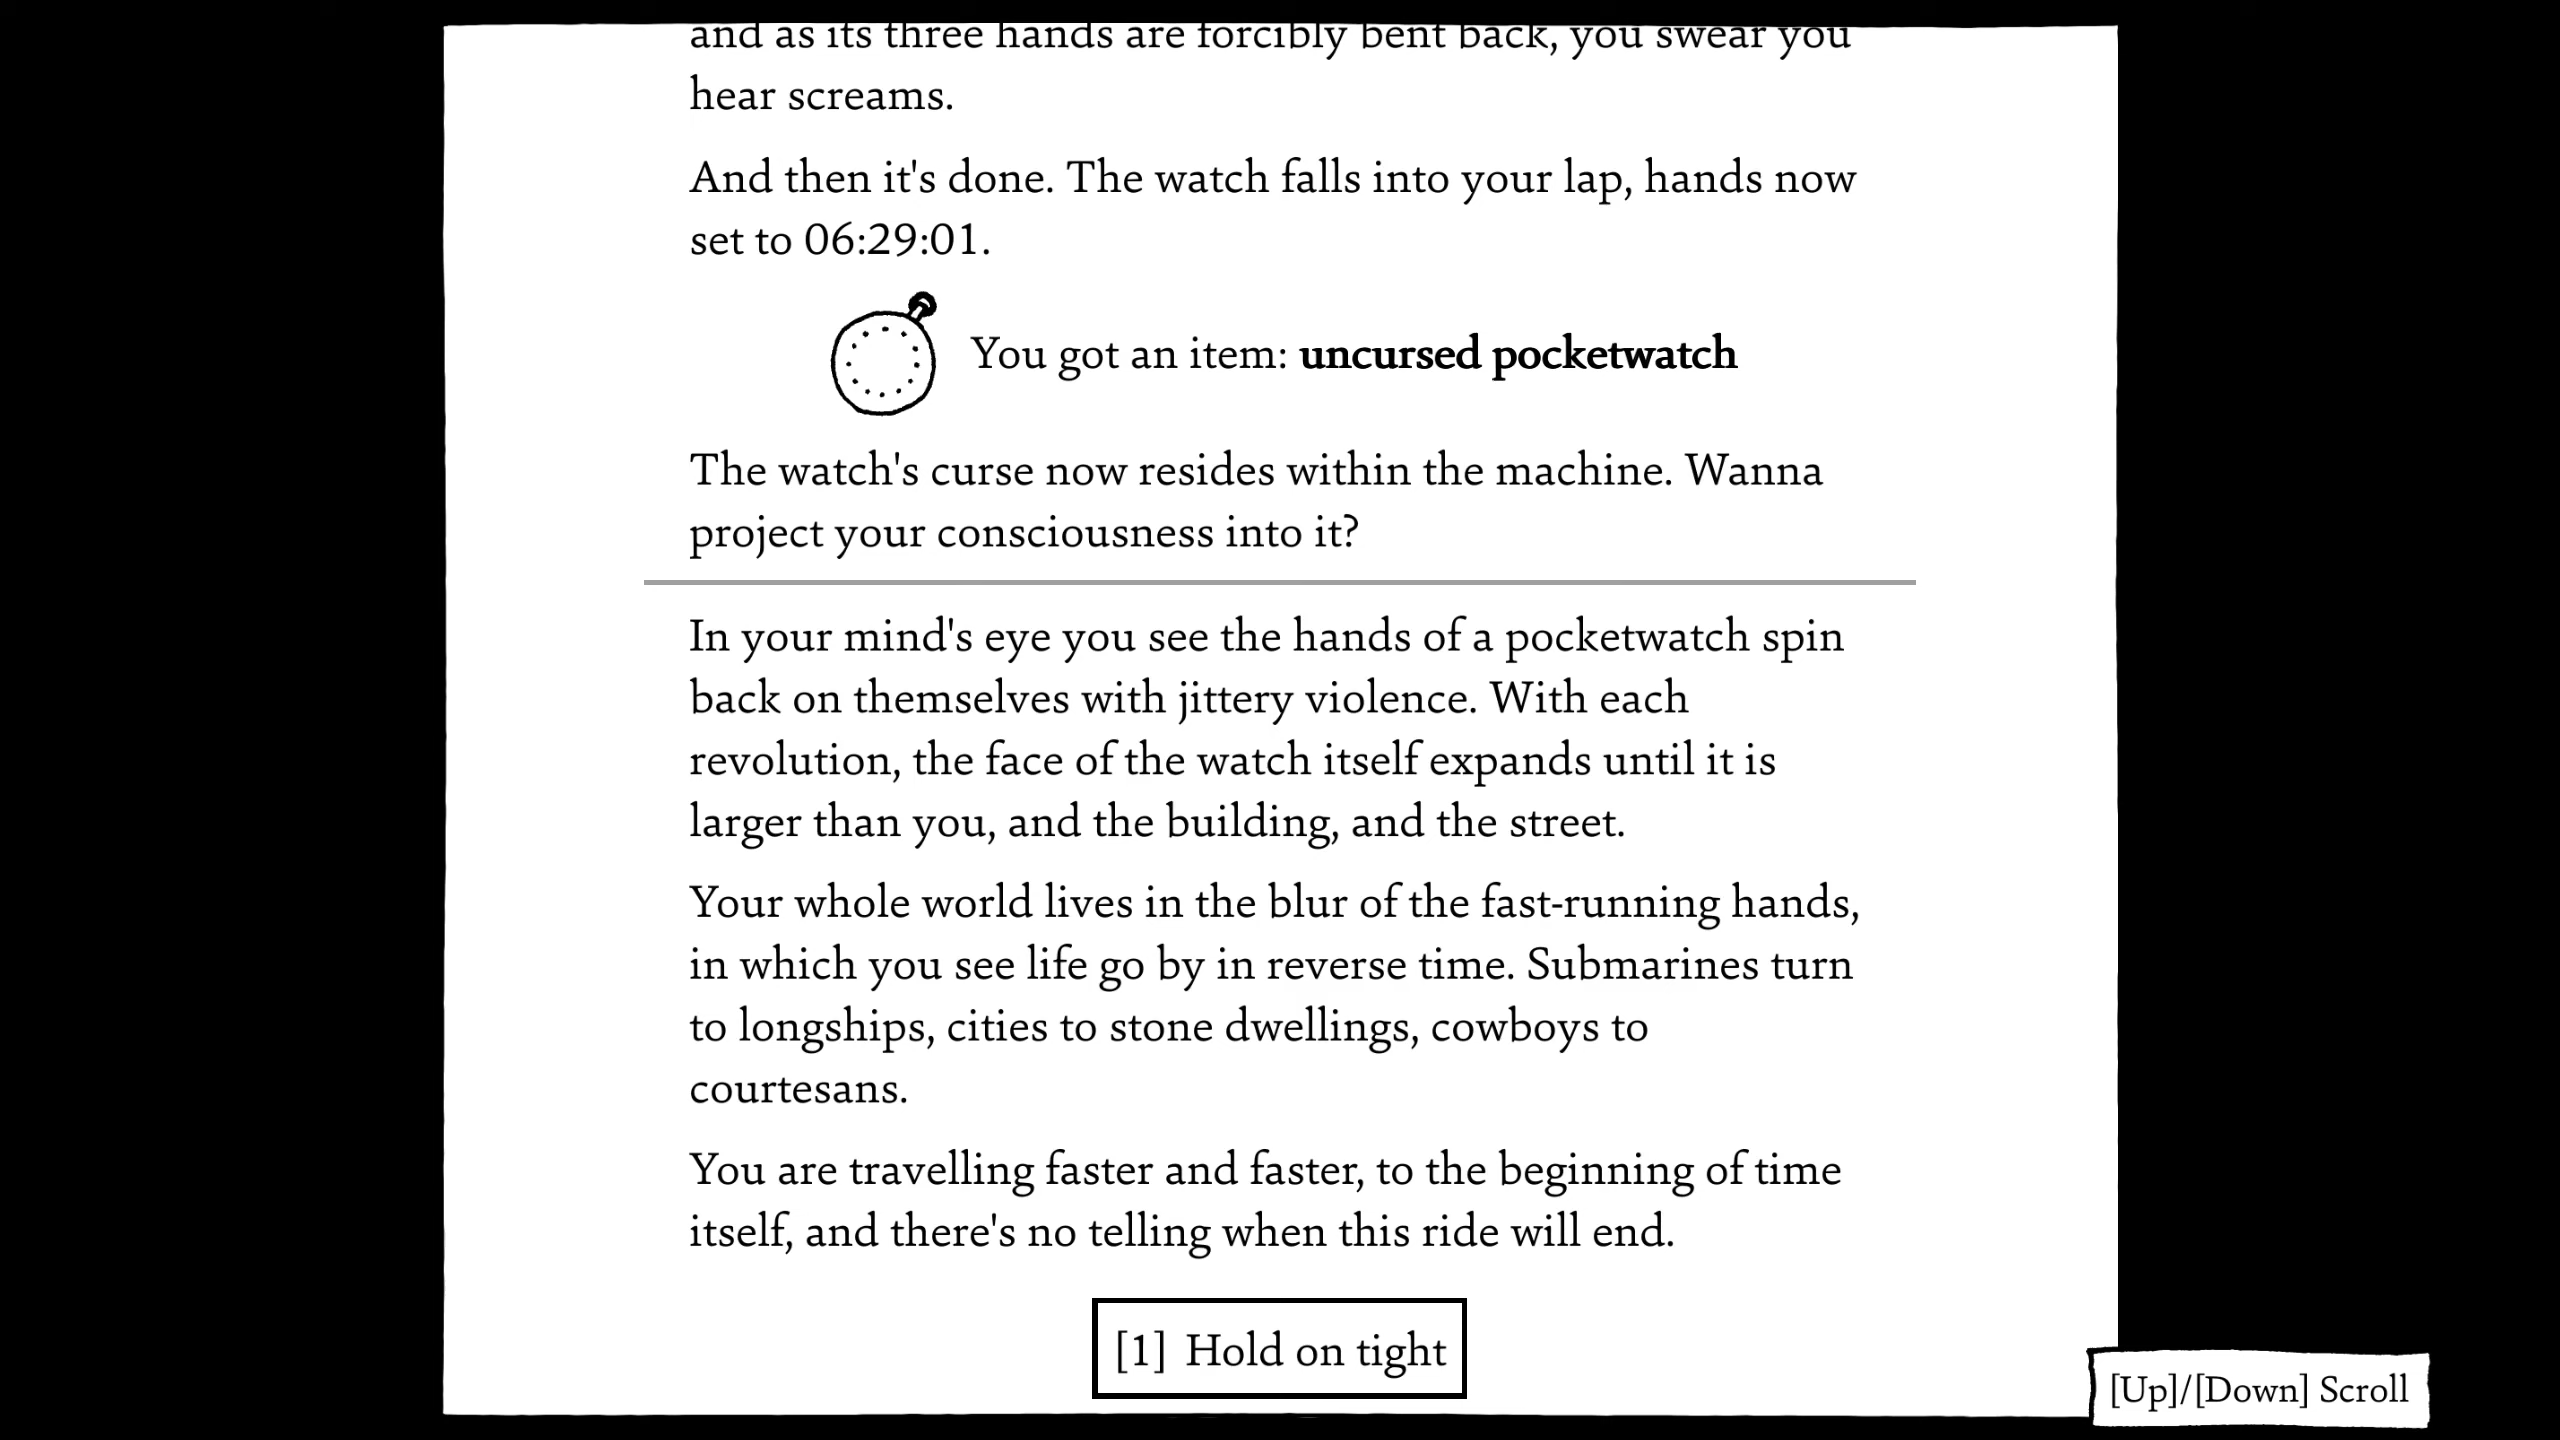 and as its three hands are forcibly bent back, you swear you
hear screams.
And then it's done. The watch falls into your lap, hands now
set to 06:29:01.
You got an item: uncursed pocketwatch
The watch's curse now resides within the machine. Wanna
project your consciousness into it?
In your mind's eye you see the hands of a pocketwatch spin
back on themselves with jittery violence. With each
revolution, the face of the watch itself expands until it is
larger than you, and the building, and the street.
Your whole world lives in the blur of the fast-running hands,
in which you see life go by in reverse time. Submarines turn
to longships, cities to stone dwellings, cowboys to
courtesans.
You are travelling faster and faster, to the beginning of time
itself, and there's no telling when this ride will end.
[1] Hold on tight
[Up]/[Down] Scroll